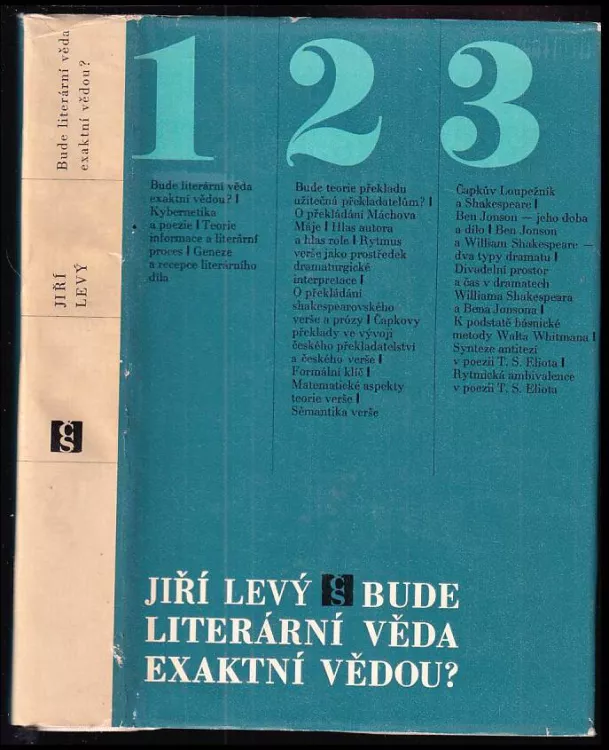 Bude literární věda
exaktní vědou?
JIŘÍ
LEVÝ
čs
1
Bude literární věda
exaktní vědou? |
Kybernetika
a poezie | Teorie
informace a literární
proces | Geneze
a recepce literárního
díla
2
Bude teorie překladu
užitečná překladatelům? |
O překládání Máchova
Máje | Hlas autora
a hlas role | Rytmus
verše jako prostředek
dramaturgické
interpretace |
O překládání
shakespearovského
verše a prózy | Čapkovy
překlady ve vývoji
českého překladatelství
a českého verše |
Formální klíč |
Matematické aspekty
teorie verše |
Sémantika verše
3
Čapkův Loupežník
a Shakespeare |
Ben Jonson — jeho doba
a dílo | Ben Jonson
a William Shakespeare —
dva typy dramatu |
Divadelní prostor
a čas v dramatech
Williama Shakespeara
a Bena Jonsona |
K podstatě básnické
metody Walta Whitmana |
Syntéze antitezí
v poezii T. S. Eliota |
Rytmická ambivalence
v poezii T. S. Eliota
JIŘÍ LEVÝ čs BUDE
LITERÁRNÍ VĚDA
EXAKTNÍ VĚDOU?